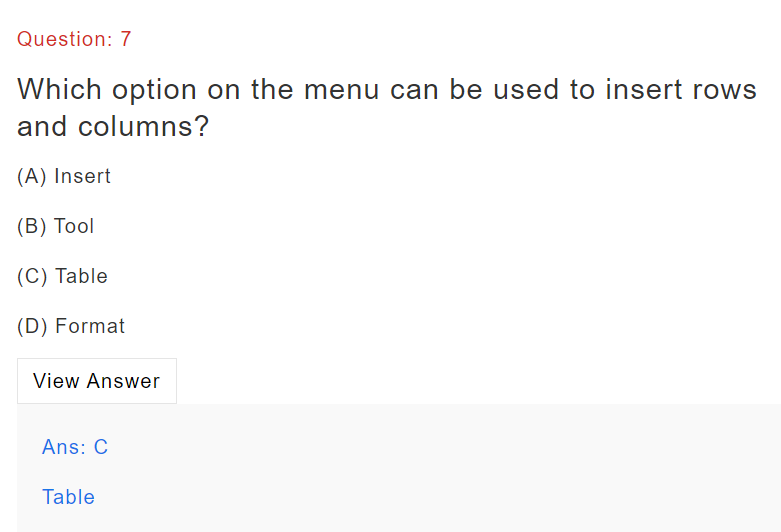 Question: 7
Which option on the menu can be used to insert rows
and columns?
(A) Insert
(B) Tool
(C) Table
(D) Format
View Answer
Ans: C
Table